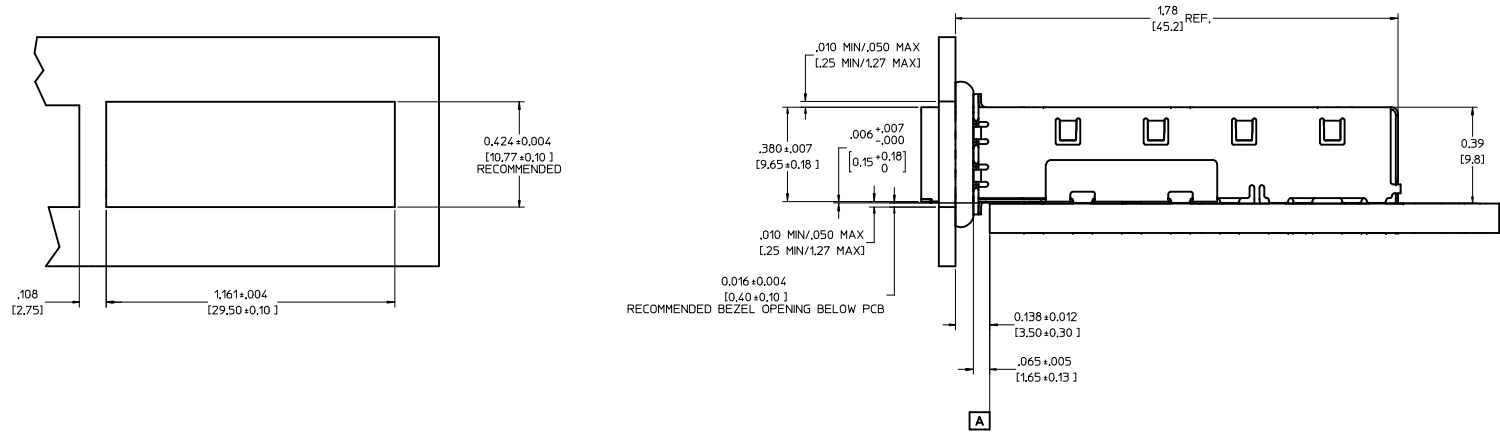 0.424±0.004
[10.77±0.10 ]
RECOMMENDED
.108
[2.75]
1.161±.004
[29.50±0.10 ]
1.78
[45.2] REF.
.010 MIN/.050 MAX
[.25 MIN/1.27 MAX]
.380±.007
[9.65±0.18 ]
.006 +.007
-.000
[0.15 +0.18
0 ]
0.39
[9.8]
.010 MIN/.050 MAX
[.25 MIN/1.27 MAX]
0.016±0.004
[0.40±0.10 ]
RECOMMENDED BEZEL OPENING BELOW PCB
0.138±0.012
[3.50±0.30 ]
.065±.005
[1.65±0.13 ]
A